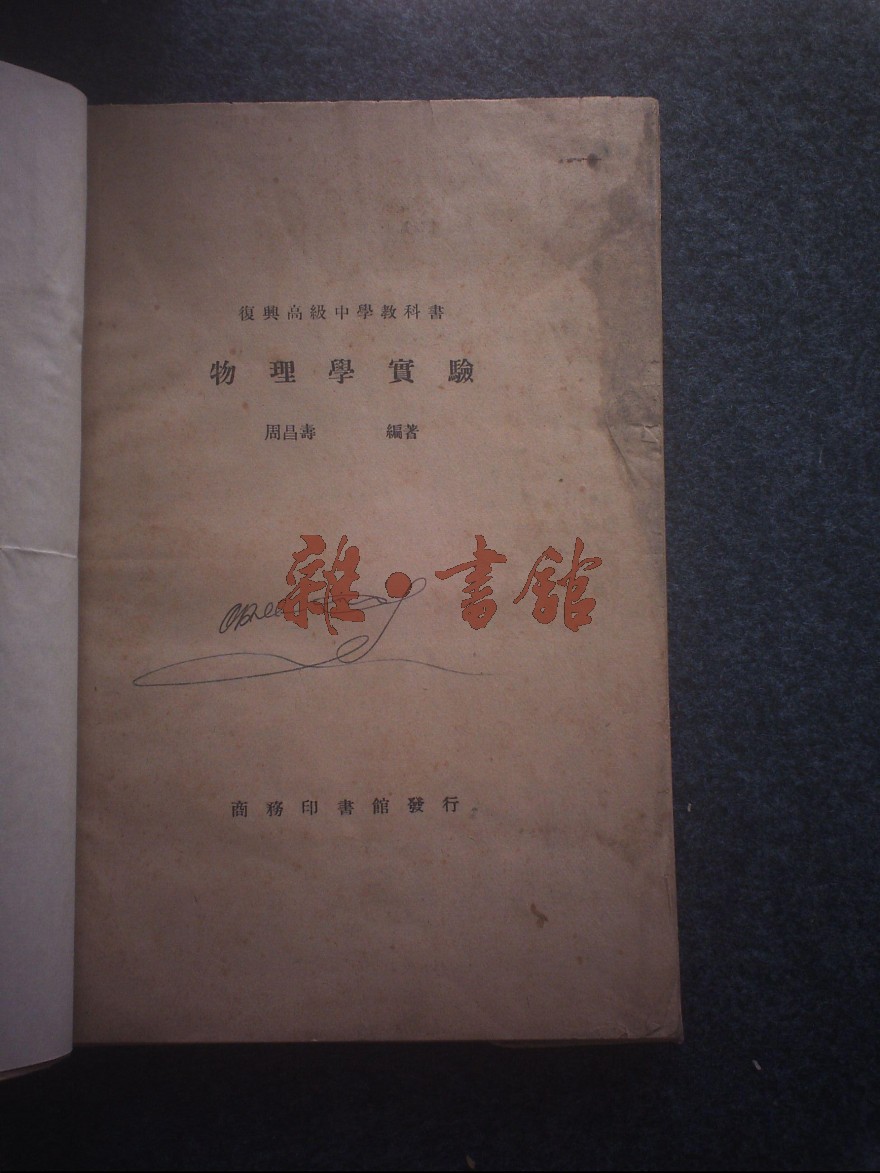 復興高級中學教科書
物理學實驗
周昌壽 編著
雜·書館
商務印書館發行